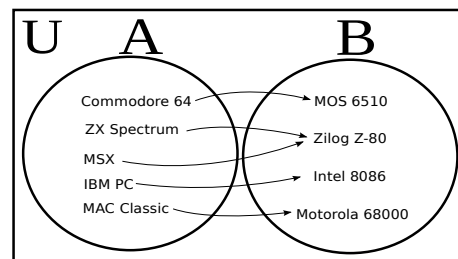 U A B
Commodore 64 MOS 6510
ZX Spectrum
Zilog Z-80
MSX
IBM PC Intel 8086
MAC Classic Motorola 68000